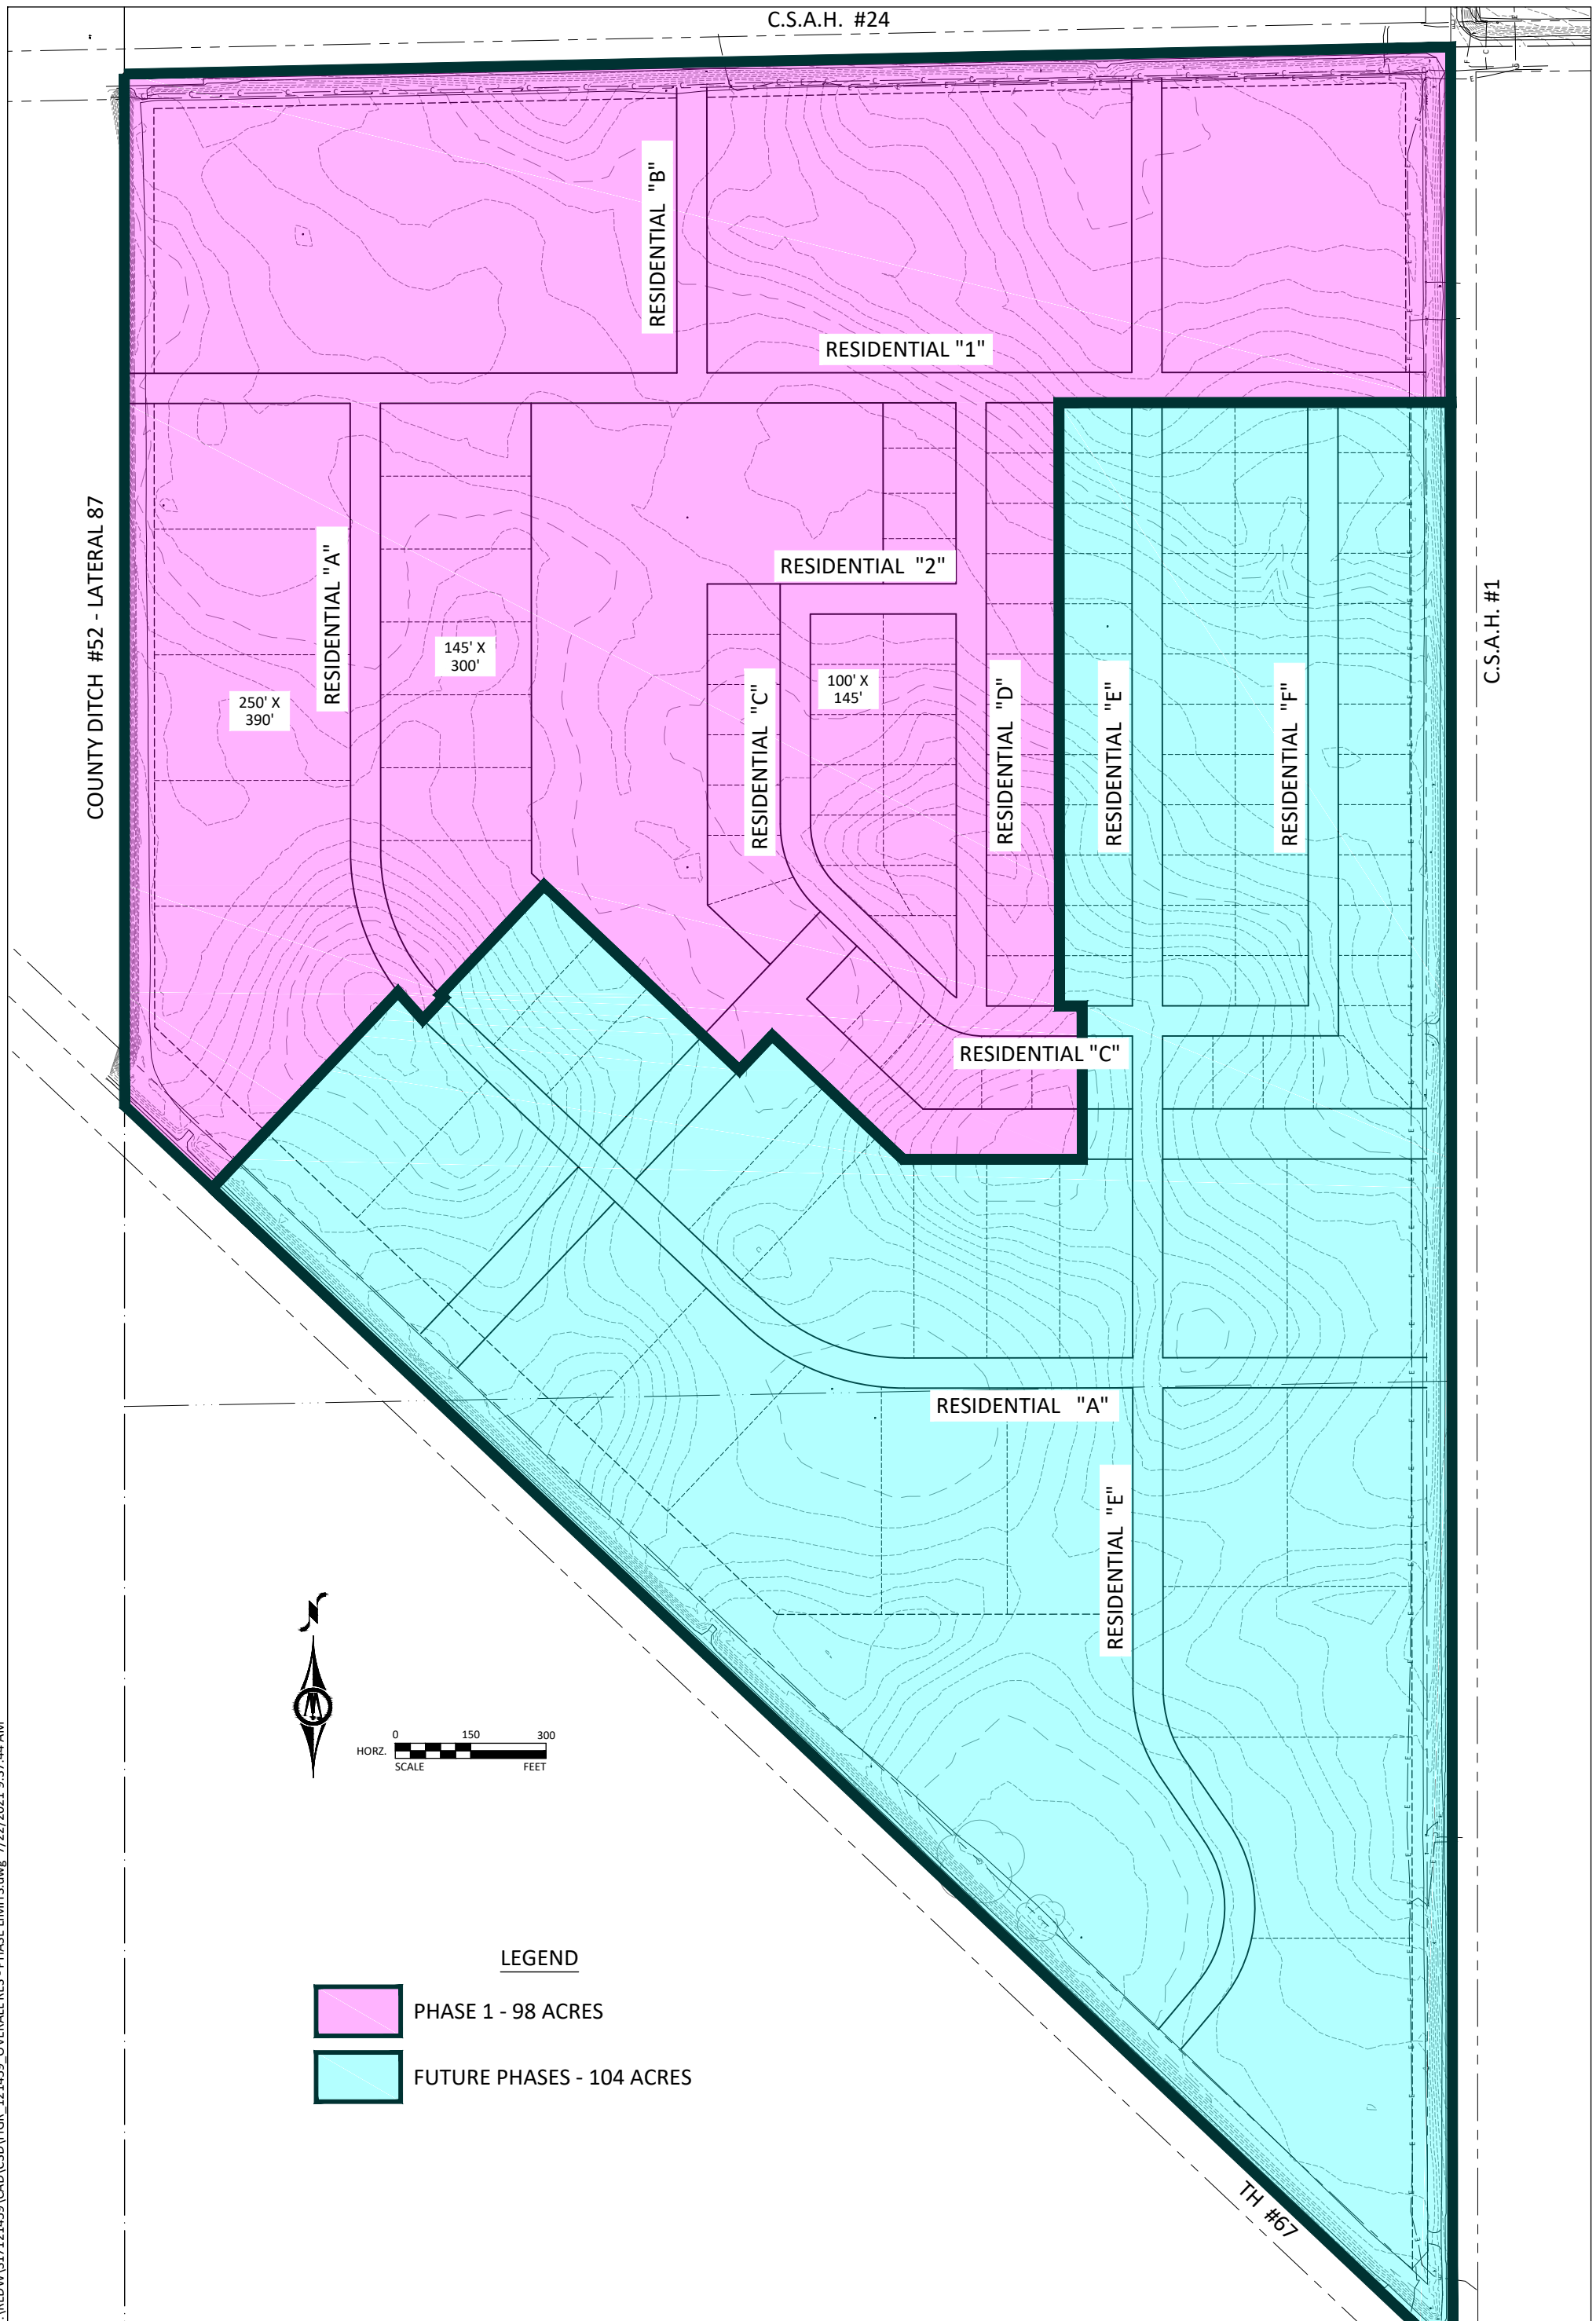 C.S.A.H. #24
RESIDENTIAL "B"
RESIDENTIAL "1"
COUNTY DITCH #52 - LATERAL 87
RESIDENTIAL "A"
RESIDENTIAL "2"
C.S.A.H. #1
145' X
300'
250' X
390'
RESIDENTIAL "C"
100' X
145'
RESIDENTIAL "D"
RESIDENTIAL "E"
RESIDENTIAL "F"
RESIDENTIAL "C"
RESIDENTIAL "A"
RESIDENTIAL "E"
N
0 150 300
HORZ.
SCALE FEET
LEGEND
PHASE 1 - 98 ACRES
FUTURE PHASES - 104 ACRES
TH #67